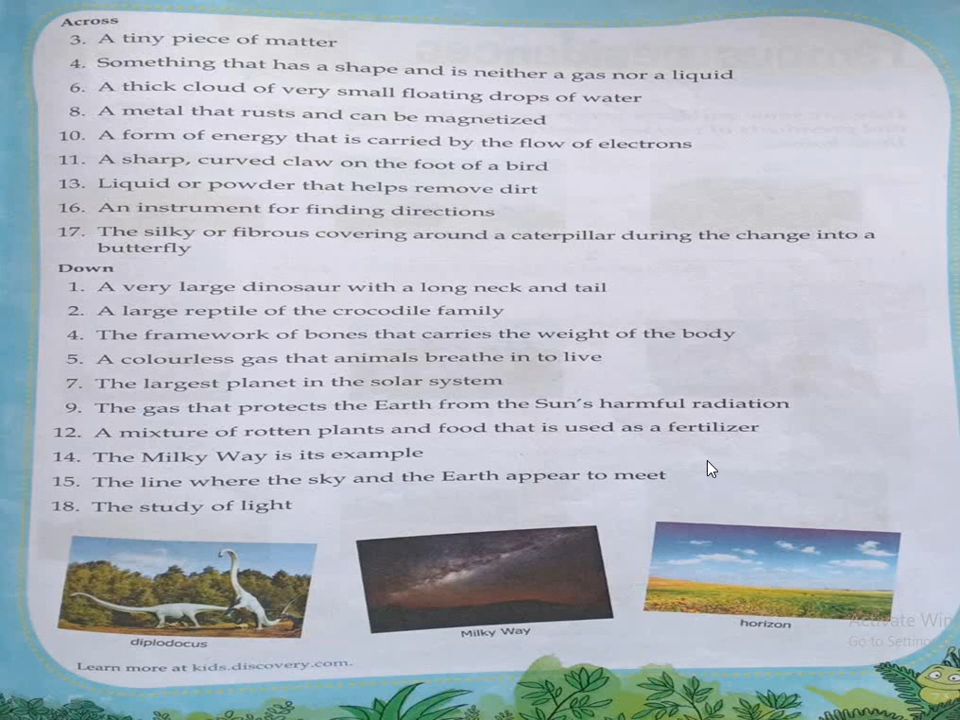 Across
3. A tiny piece of matter
4. Something that has a shape and is neither a gas nor a liquid
6. A thick cloud of very small floating drops of water
8. A metal that rusts and can be magnetized
10. A form of energy that is carried by the flow of electrons
11. A sharp, curved claw on the foot of a bird
13. Liquid or powder that helps remove dirt
16. An instrument for finding directions
17. The silky or fibrous covering around a caterpillar during the change into a
butterfly
Down
1. A very large dinosaur with a long neck and tail
2. A large reptile of the crocodile family
4. The framework of bones that carries the weight of the body
5. A colourless gas that animals breathe in to live
7. The largest planet in the solar system
9. The gas that protects the Earth from the Sun's harmful radiation
12. A mixture of rotten plants and food that is used as a fertilizer
14. The Milky Way is its example
15. The line where the sky and the Earth appear to meet
18. The study of light
diplodocus
Milky Way
horizon
Activate Win
Go to Settings
Learn more at kids.discovery.com.